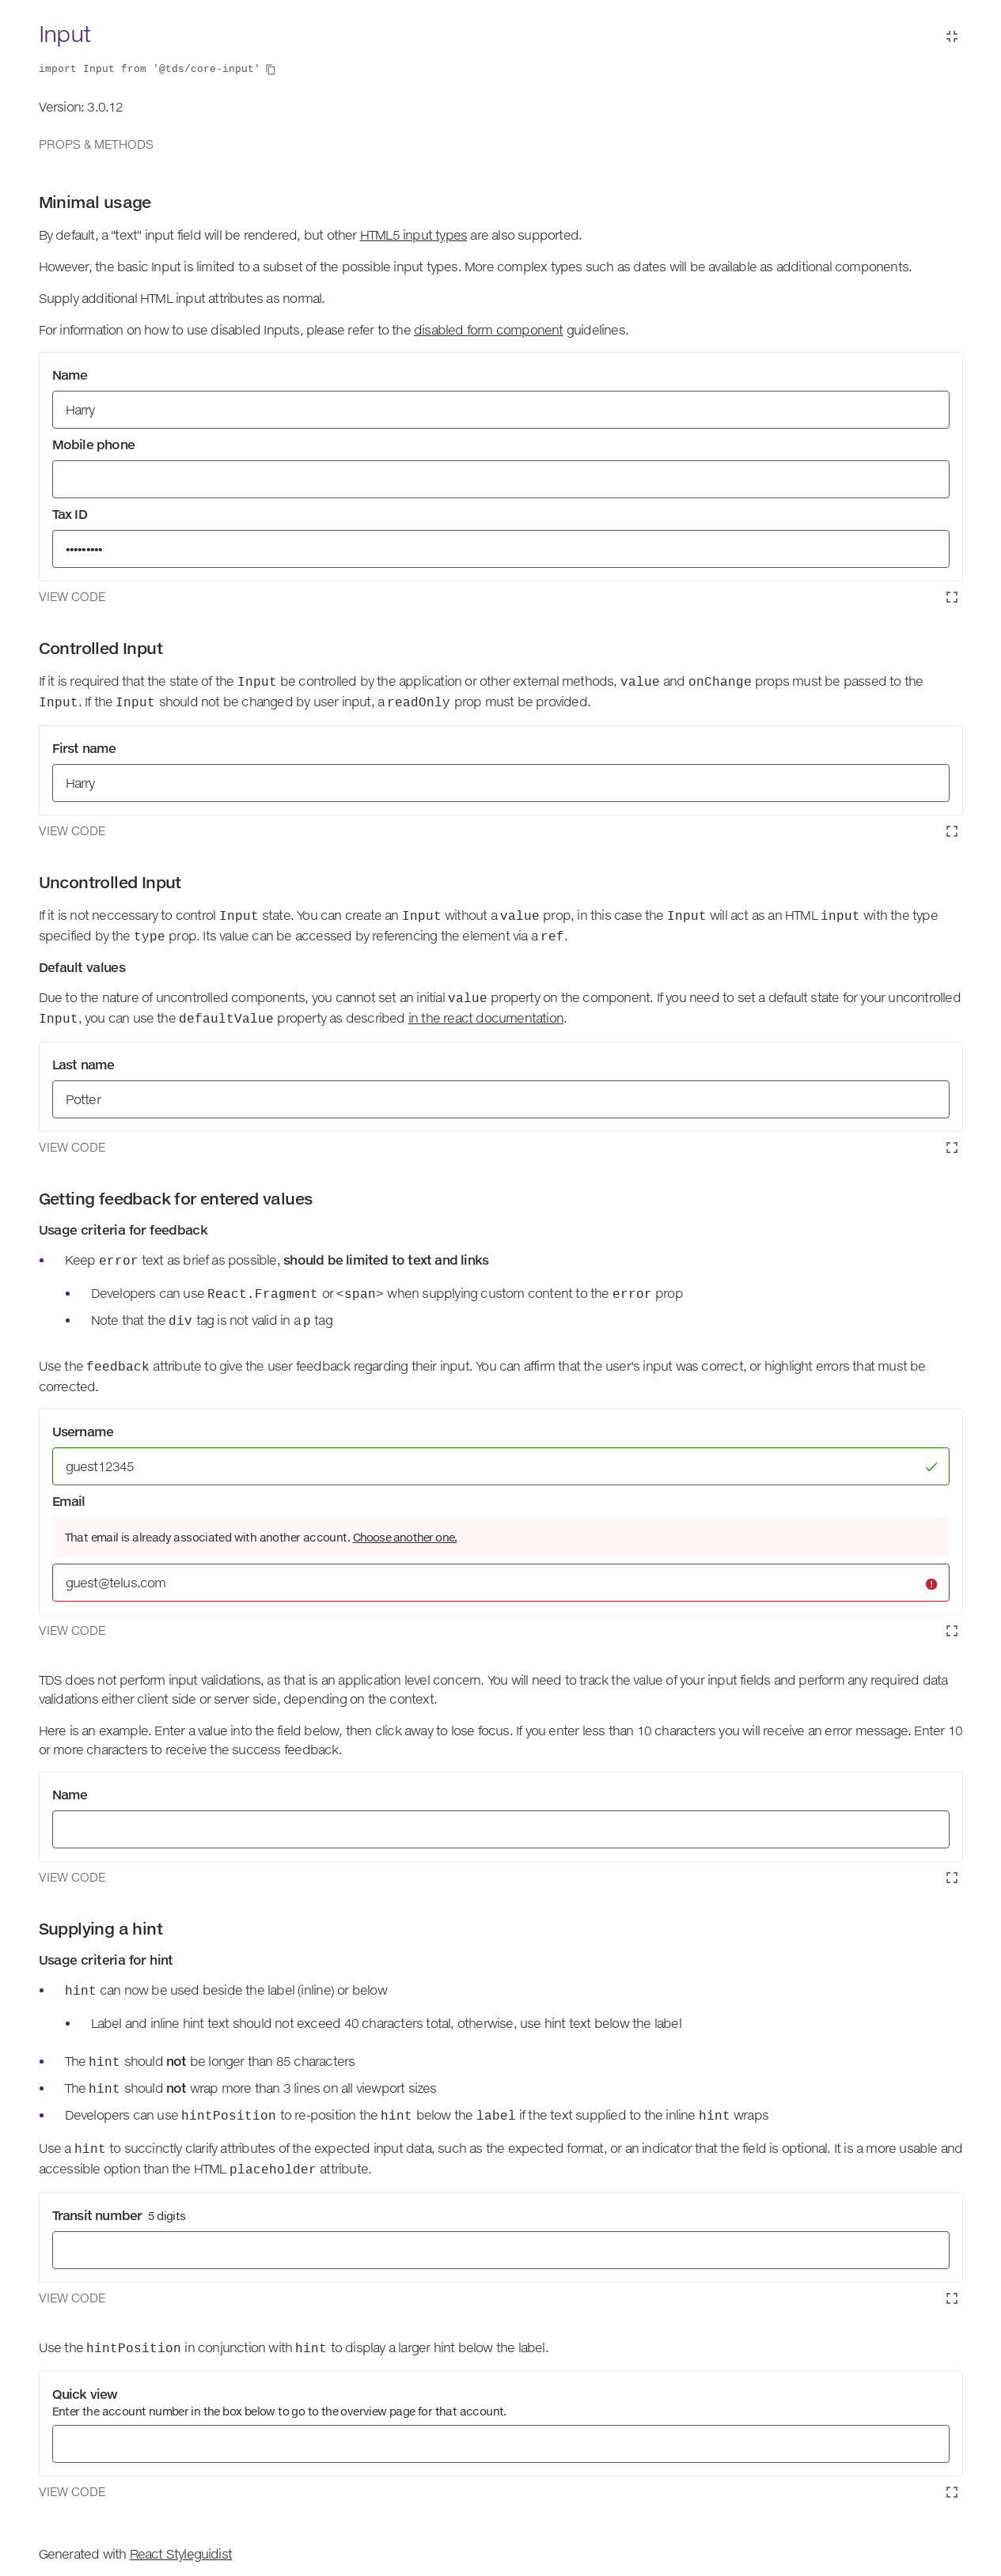 Input
import Input from '@tds/core-input'
Version: 3.0.12
PROPS & METHODS
Minimal usage
By default, a "text" input field will be rendered, but other HTML5 input types are also supported.
However, the basic Input is limited to a subset of the possible input types. More complex types such as dates will be available as additional components.
Supply additional HTML input attributes as normal.
For information on how to use disabled Inputs, please refer to the disabled form component guidelines.
Name
Harry
Mobile phone
Tax ID
•••••••••
VIEW CODE
Controlled Input
If it is required that the state of the Input be controlled by the application or other external methods, value and onChange props must be passed to the
Input. If the Input should not be changed by user input, a readOnly prop must be provided.
First name
Harry
VIEW CODE
Uncontrolled Input
If it is not neccessary to control Input state. You can create an Input without a value prop, in this case the Input will act as an HTML input with the type
specified by the type prop. Its value can be accessed by referencing the element via a ref.
Default values
Due to the nature of uncontrolled components, you cannot set an initial value property on the component. If you need to set a default state for your uncontrolled
Input, you can use the defaultValue property as described in the react documentation.
Last name
Potter
VIEW CODE
Getting feedback for entered values
Usage criteria for feedback
• Keep error text as brief as possible, should be limited to text and links
• Developers can use React.Fragment or <span> when supplying custom content to the error prop
• Note that the div tag is not valid in a p tag
Use the feedback attribute to give the user feedback regarding their input. You can affirm that the user's input was correct, or highlight errors that must be
corrected.
Username
guest12345
Email
That email is already associated with another account. Choose another one.
guest@telus.com
VIEW CODE
TDS does not perform input validations, as that is an application level concern. You will need to track the value of your input fields and perform any required data
validations either client side or server side, depending on the context.
Here is an example. Enter a value into the field below, then click away to lose focus. If you enter less than 10 characters you will receive an error message. Enter 10
or more characters to receive the success feedback.
Name
VIEW CODE
Supplying a hint
Usage criteria for hint
• hint can now be used beside the label (inline) or below
• Label and inline hint text should not exceed 40 characters total, otherwise, use hint text below the label
• The hint should not be longer than 85 characters
• The hint should not wrap more than 3 lines on all viewport sizes
• Developers can use hintPosition to re-position the hint below the label if the text supplied to the inline hint wraps
Use a hint to succinctly clarify attributes of the expected input data, such as the expected format, or an indicator that the field is optional. It is a more usable and
accessible option than the HTML placeholder attribute.
Transit number 5 digits
VIEW CODE
Use the hintPosition in conjunction with hint to display a larger hint below the label.
Quick view
Enter the account number in the box below to go to the overview page for that account.
VIEW CODE
Generated with React Styleguidist